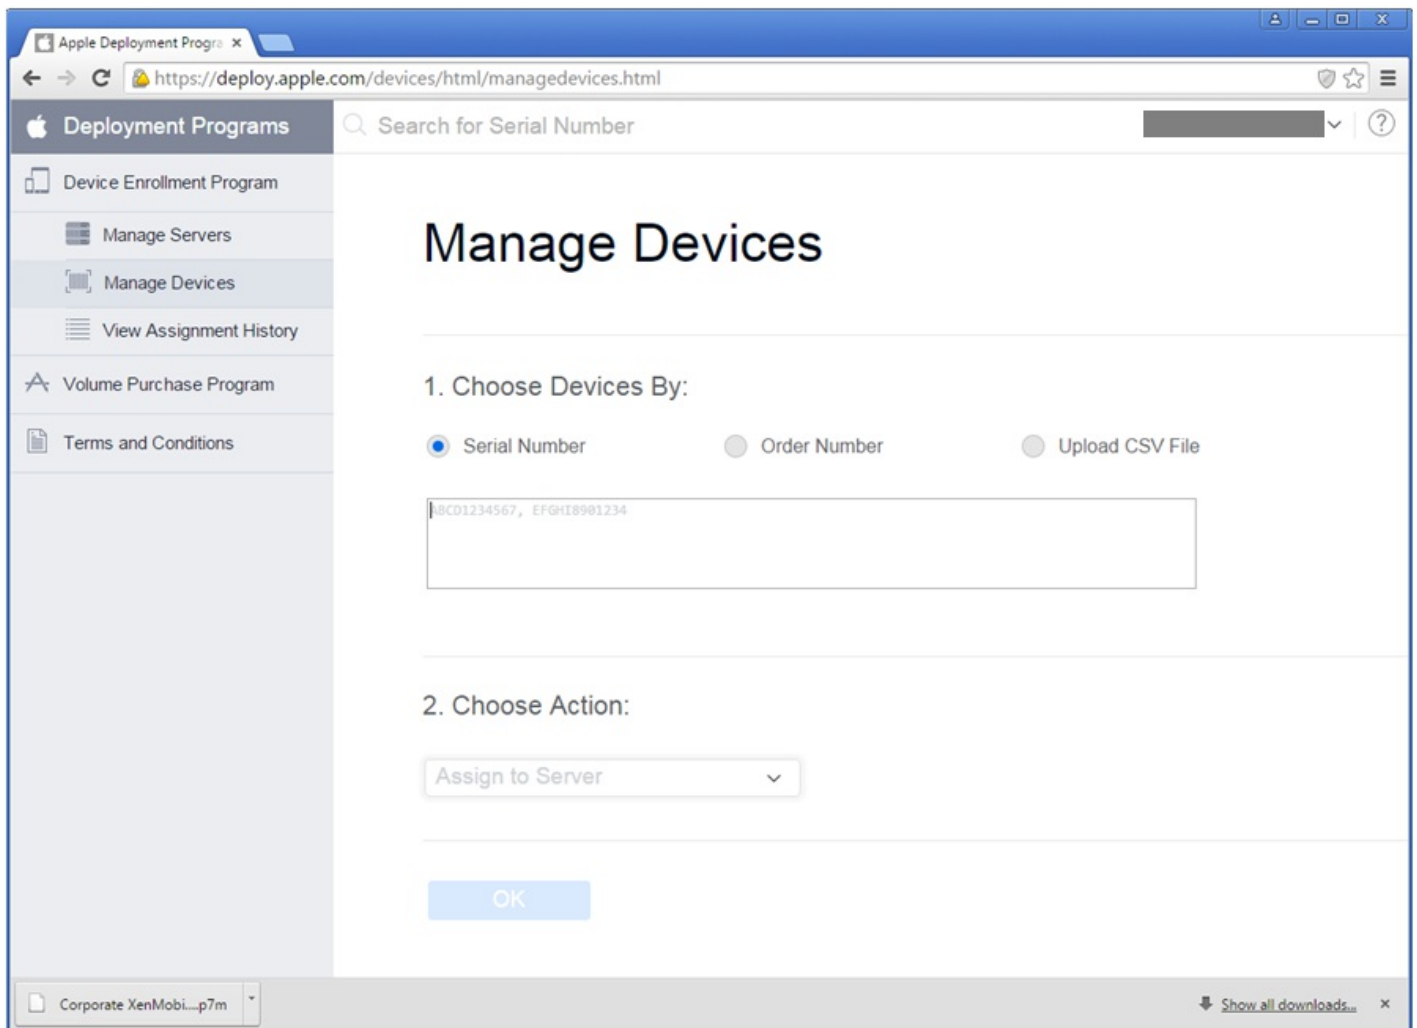 Apple Deployment Progra
https://deploy.apple.com/devices/html/managedevices.html
Deployment Programs
Search for Serial Number
Device Enrollment Program
Manage Servers
Manage Devices
View Assignment History
Volume Purchase Program
Terms and Conditions
Manage Devices
1. Choose Devices By:
Serial Number Order Number Upload CSV File
ABCD1234567, EFGHI8901234
2. Choose Action:
Assign to Server
OK
Corporate XenMobi....p7m
Show all downloads...